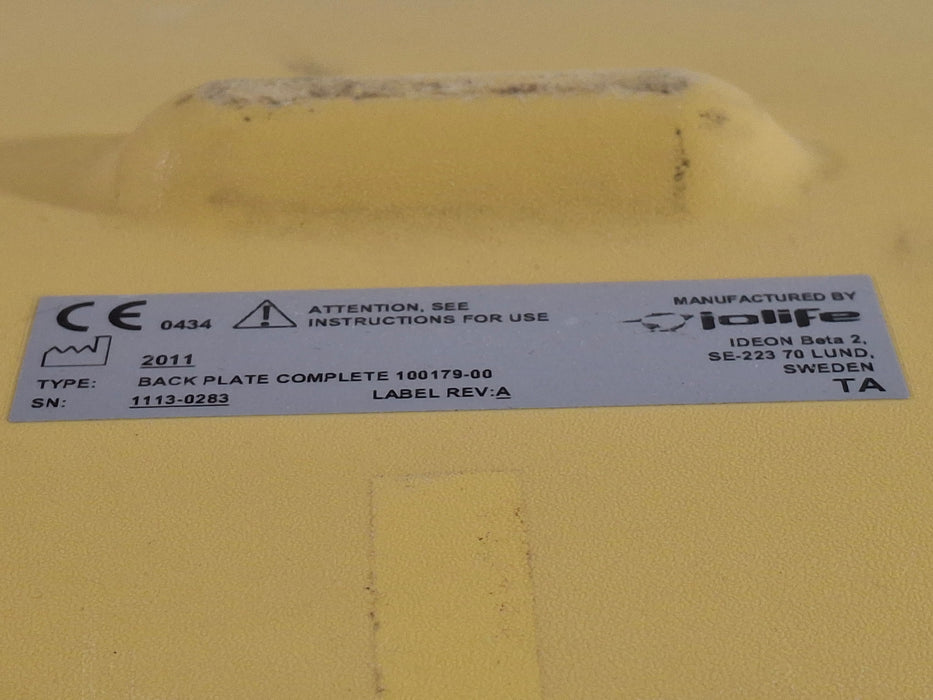 CE 0434
ATTENTION, SEE
INSTRUCTIONS FOR USE
2011
TYPE: BACK PLATE COMPLETE 100179-00
SN: 1113-0283 LABEL REV:A
MANUFACTURED BY
jolife
IDEON Beta 2,
SE-223 70 LUND,
SWEDEN
TA